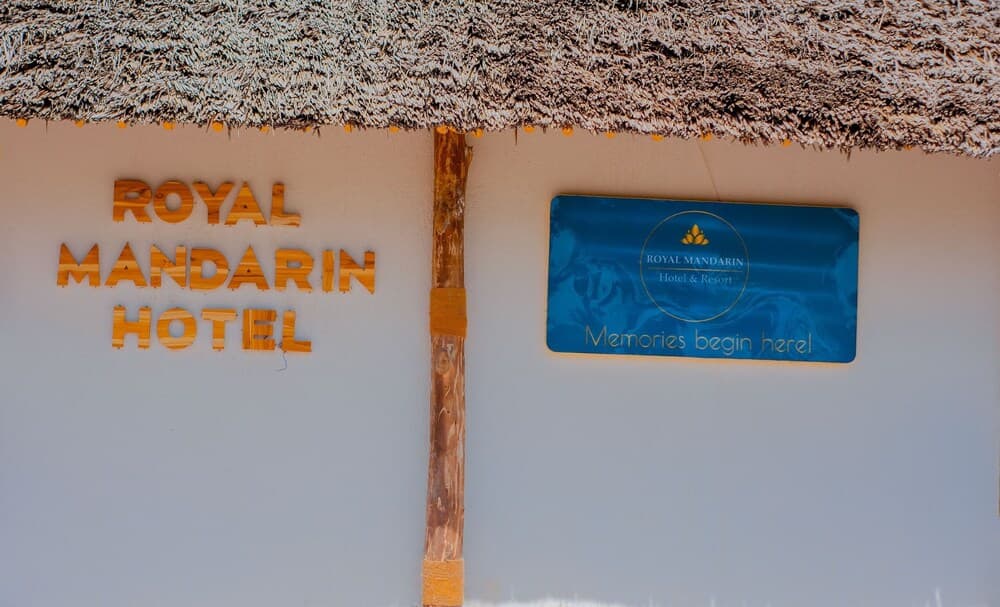 ROYAL
MANDARIN
HOTEL
ROYAL MANDARIN
Hotel & Resort
Memories begin here!